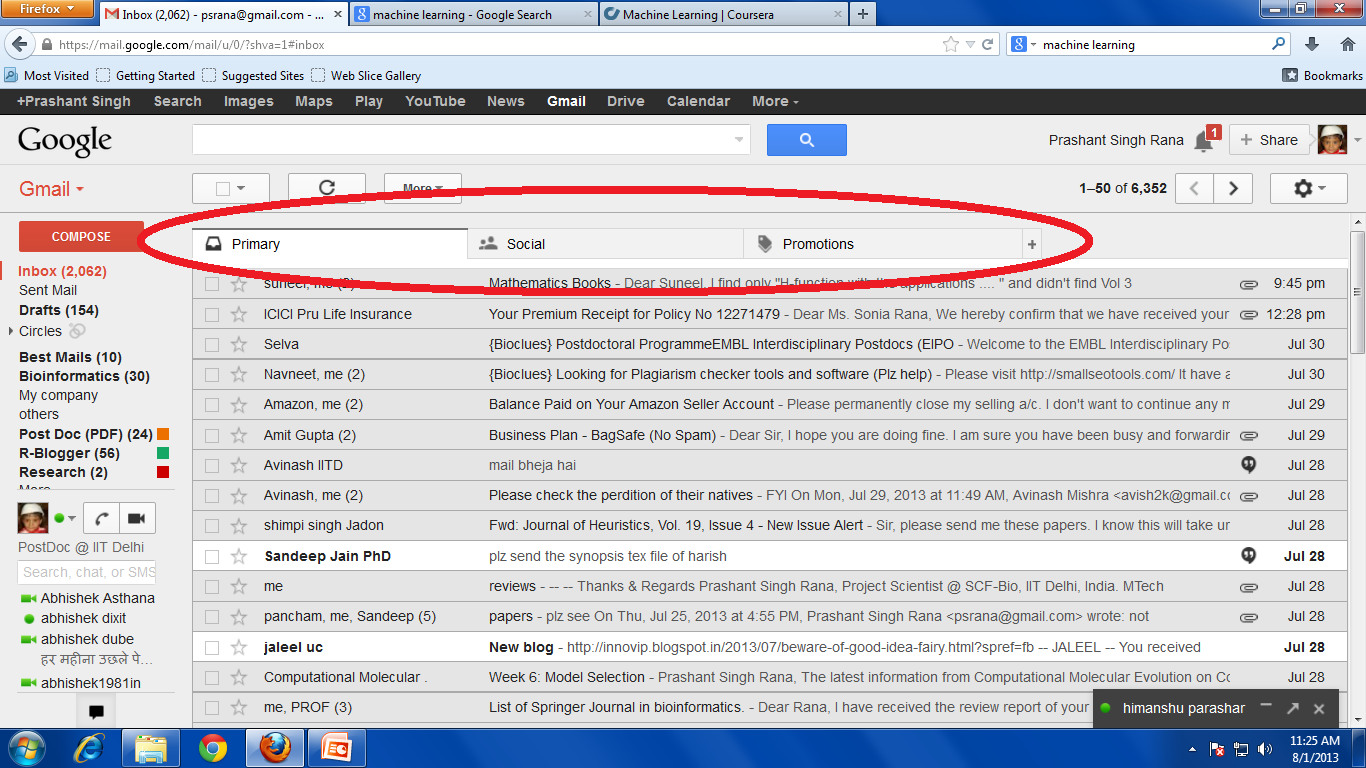 Firefox
Inbox (2,062) - psrana@gmail.com - ...
machine learning - Google Search
Machine Learning | Coursera
https://mail.google.com/mail/u/0/?shva=1#inbox
machine learning
Most Visited Getting Started Suggested Sites Web Slice Gallery
Bookmarks
+Prashant Singh Search Images Maps Play YouTube News Gmail Drive Calendar More
Google
Prashant Singh Rana 1 + Share
Gmail
More
1–50 of 6,352
COMPOSE
Primary Social Promotions +
Inbox (2,062)
Sent Mail
Drafts (154)
Circles
Best Mails (10)
Bioinformatics (30)
My company
others
Post Doc (PDF) (24)
R-Blogger (56)
Research (2)
More
PostDoc @ IIT Delhi
Search, chat, or SMS
Abhishek Asthana
abhishek dixit
abhishek dube
हर महीना उछले पे...
abhishek1981in
suneel, me (2) Mathematics Books - Dear Suneel, I find only "H-function with the applications .... " and didn't find Vol 3 9:45 pm
ICICI Pru Life Insurance Your Premium Receipt for Policy No 12271479 - Dear Ms. Sonia Rana, We hereby confirm that we have received your 12:28 pm
Selva {Bioclues} Postdoctoral ProgrammeEMBL Interdisciplinary Postdocs (EIPO - Welcome to the EMBL Interdisciplinary Po Jul 30
Navneet, me (2) {Bioclues} Looking for Plagiarism checker tools and software (Plz help) - Please visit http://smallseotools.com/ It have a Jul 30
Amazon, me (2) Balance Paid on Your Amazon Seller Account - Please permanently close my selling a/c. I don't want to continue any m Jul 29
Amit Gupta (2) Business Plan - BagSafe (No Spam) - Dear Sir, I hope you are doing fine. I am sure you have been busy and forwardin Jul 29
Avinash IITD mail bheja hai Jul 28
Avinash, me (2) Please check the perdition of their natives - FYI On Mon, Jul 29, 2013 at 11:49 AM, Avinash Mishra <avish2k@gmail.co Jul 28
shimpi singh Jadon Fwd: Journal of Heuristics, Vol. 19, Issue 4 - New Issue Alert - Sir, please send me these papers. I know this will take ur Jul 28
Sandeep Jain PhD plz send the synopsis tex file of harish Jul 28
me reviews - -- -- Thanks & Regards Prashant Singh Rana, Project Scientist @ SCF-Bio, IIT Delhi, India. MTech Jul 28
pancham, me, Sandeep (5) papers - plz see On Thu, Jul 25, 2013 at 4:55 PM, Prashant Singh Rana <psrana@gmail.com> wrote: not Jul 28
jaleel uc New blog - http://innovip.blogspot.in/2013/07/beware-of-good-idea-fairy.html?spref=fb -- JALEEL -- You received Jul 28
Computational Molecular . Week 6: Model Selection - Prashant Singh Rana, The latest information from Computational Molecular Evolution on Co Jul 28
me, PROF (3) List of Springer Journal in bioinformatics. - Dear Rana, I have received the review report of your
himanshu parashar
11:25 AM
8/1/2013